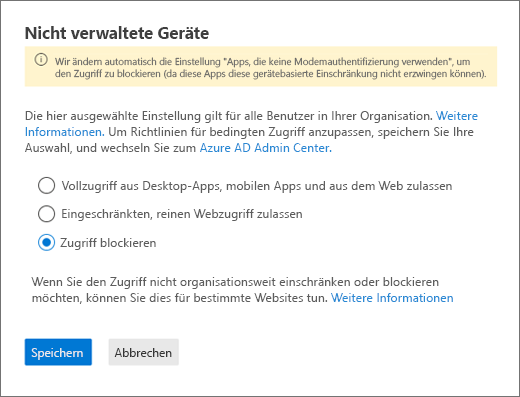 Nicht verwaltete Geräte
Wir ändern automatisch die Einstellung "Apps, die keine Modernauthentifizierung verwenden", um
den Zugriff zu blockieren (da diese Apps diese gerätebasierte Einschränkung nicht erzwingen können).
Die hier ausgewählte Einstellung gilt für alle Benutzer in Ihrer Organisation. Weitere
Informationen. Um Richtlinien für bedingten Zugriff anzupassen, speichern Sie Ihre
Auswahl, und wechseln Sie zum Azure AD Admin Center.
Vollzugriff aus Desktop-Apps, mobilen Apps und aus dem Web zulassen
Eingeschränkten, reinen Webzugriff zulassen
Zugriff blockieren
Wenn Sie den Zugriff nicht organisationsweit einschränken oder blockieren
möchten, können Sie dies für bestimmte Websites tun. Weitere Informationen
Speichern Abbrechen